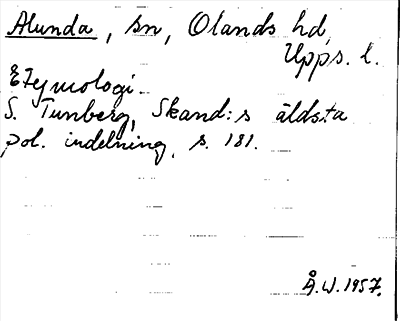 Alunda, sn, Olands hd,
Upps. l.
Etymologi.
S. Tunberg, Skand:s äldsta
pol. indelning, s. 181.
Å.W. 1957.